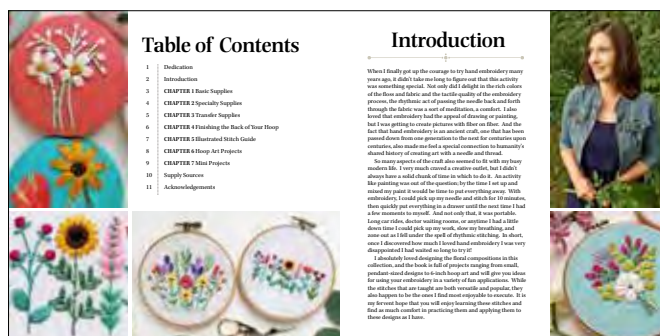 Table of Contents
1 Dedication
2 Introduction
3 CHAPTER 1 Basic Supplies
4 CHAPTER 2 Specialty Supplies
5 CHAPTER 3 Transfer Supplies
6 CHAPTER 4 Finishing the Back of Your Hoop
7 CHAPTER 5 Illustrated Stitch Guide
8 CHAPTER 6 Hoop Art Projects
9 CHAPTER 7 Mini Projects
10 Supply Sources
11 Acknowledgements
Introduction
When I finally got up the courage to try hand embroidery many
years ago, it didn't take me long to figure out that this activity
was something special. Not only did I delight in the rich colors
of the floss and fabric and the tactile quality of the embroidery
process, the rhythmic act of passing the needle back and forth
through the fabric was a sort of meditation, a comfort. I also
loved that embroidery had the appeal of drawing or painting,
but I was getting to create pictures with fiber on fiber. And the
fact that hand embroidery is an ancient craft, one that has been
passed down from one generation to the next for centuries upon
centuries, also made me feel a special connection to humanity's
shared history of creating art with a needle and thread.
So many aspects of the craft also seemed to fit with my busy
modern life. I very much craved a creative outlet, but I didn't
always have a solid chunk of time in which to do it. An activity
like painting was out of the question; by the time I set up and
mixed my paint it would be time to put everything away. With
embroidery, I could pick up my needle and stitch for 10 minutes,
then quickly put everything in a drawer until the next time I had
a few moments to myself. And not only that, it was portable.
Long car rides, doctor waiting rooms, or anytime I had a little
down time I could pick up my work, slow my breathing, and
zone out as I fell under the spell of rhythmic stitching. In short,
once I discovered how much I loved hand embroidery I was very
disappointed I had waited so long to try it!
I absolutely loved designing the floral compositions in this
collection, and the book is full of projects ranging from small,
pendant-sized designs to 6-inch hoop art and will give you ideas
for using your embroidery in a variety of fun applications. While
the stitches that are taught are both versatile and popular, they
also happen to be the ones I find most enjoyable to execute. It is
my fervent hope that you will enjoy learning these stitches and
find as much comfort in practicing them and applying them to
these designs as I have.